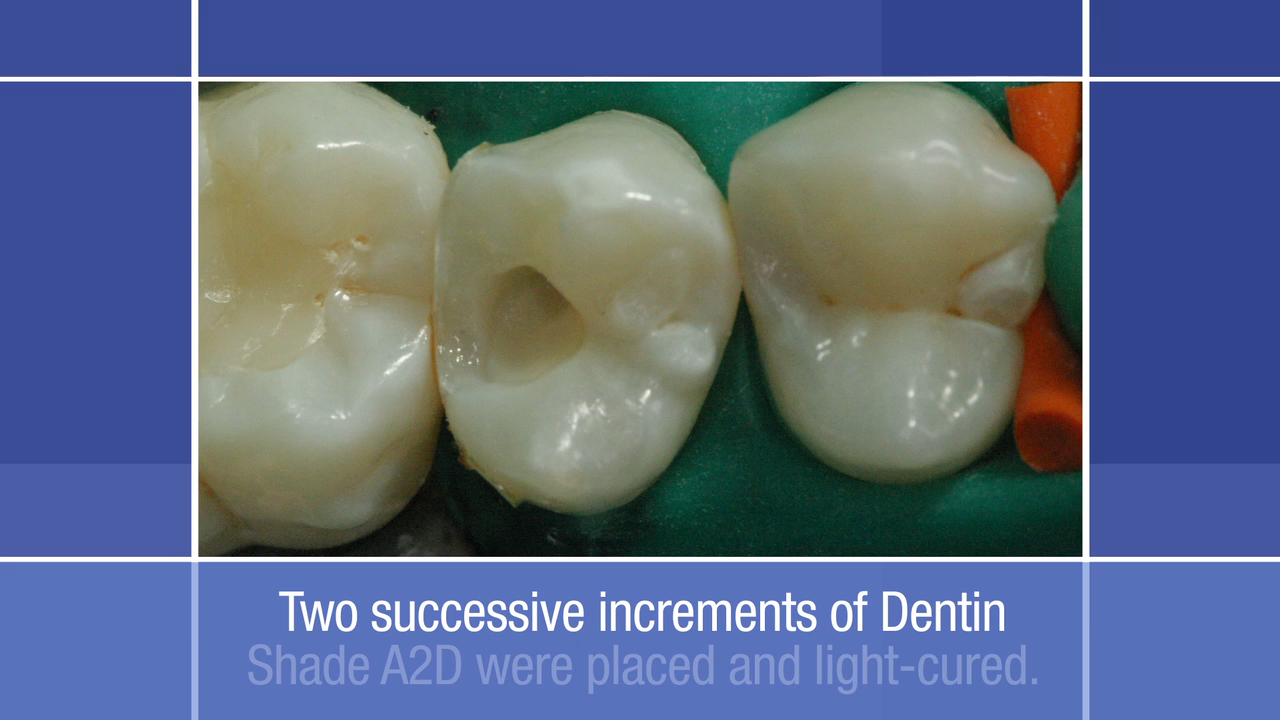 Two successive increments of Dentin
Shade A2D were placed and light-cured.